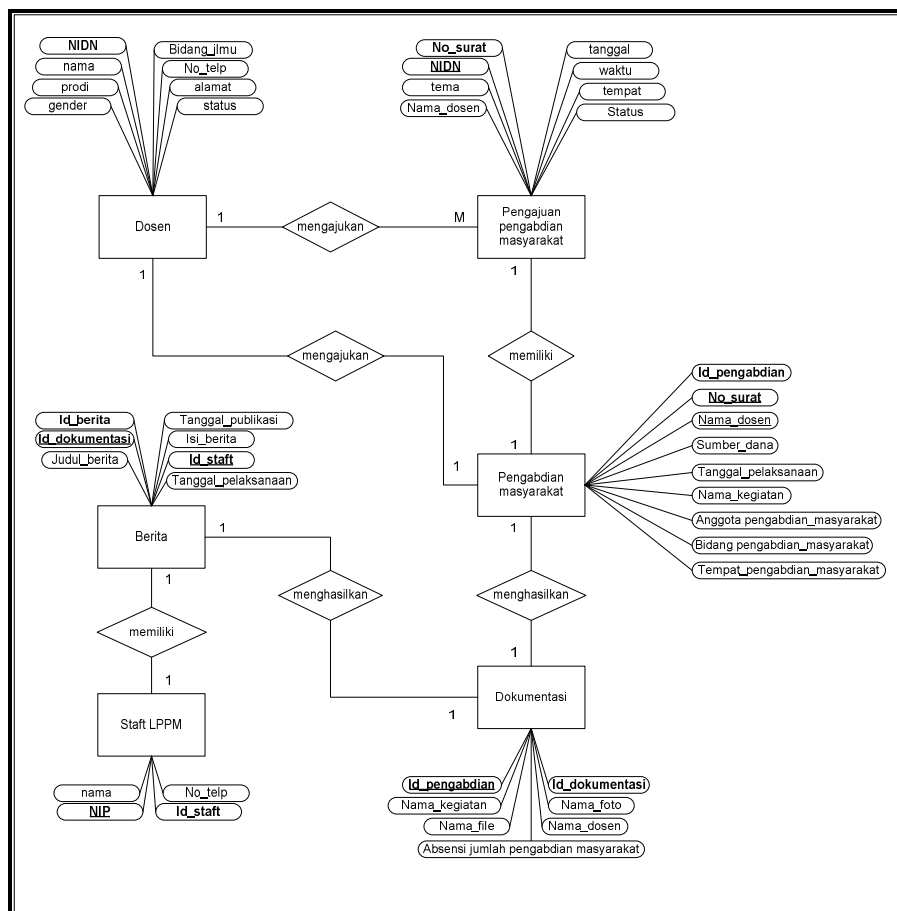 NIDN
nama
prodi
gender
Bidang_ilmu
No_telp
alamat
status
No_surat
NIDN
tema
Nama_dosen
tanggal
waktu
tempat
Status
Dosen
1
mengajukan
M
Pengajuan
pengabdian
masyarakat
1
1
mengajukan
memiliki
1
1
Id_berita
Id_dokumentasi
Judul_berita
Tanggal_publikasi
Isi_berita
Id_staft
Tanggal_pelaksanaan
Id_pengabdian
No_surat
Nama_dosen
Sumber_dana
Tanggal_pelaksanaan
Nama_kegiatan
Anggota pengabdian_masyarakat
Bidang pengabdian_masyarakat
Tempat_pengabdian_masyarakat
Pengabdian
masyarakat
1
Berita
1
1
menghasilkan
menghasilkan
memiliki
1
1
1
Staft LPPM
Dokumentasi
nama
NIP
No_telp
Id_staft
Id_pengabdian
Nama_kegiatan
Nama_file
Id_dokumentasi
Nama_foto
Nama_dosen
Absensi jumlah pengabdian masyarakat